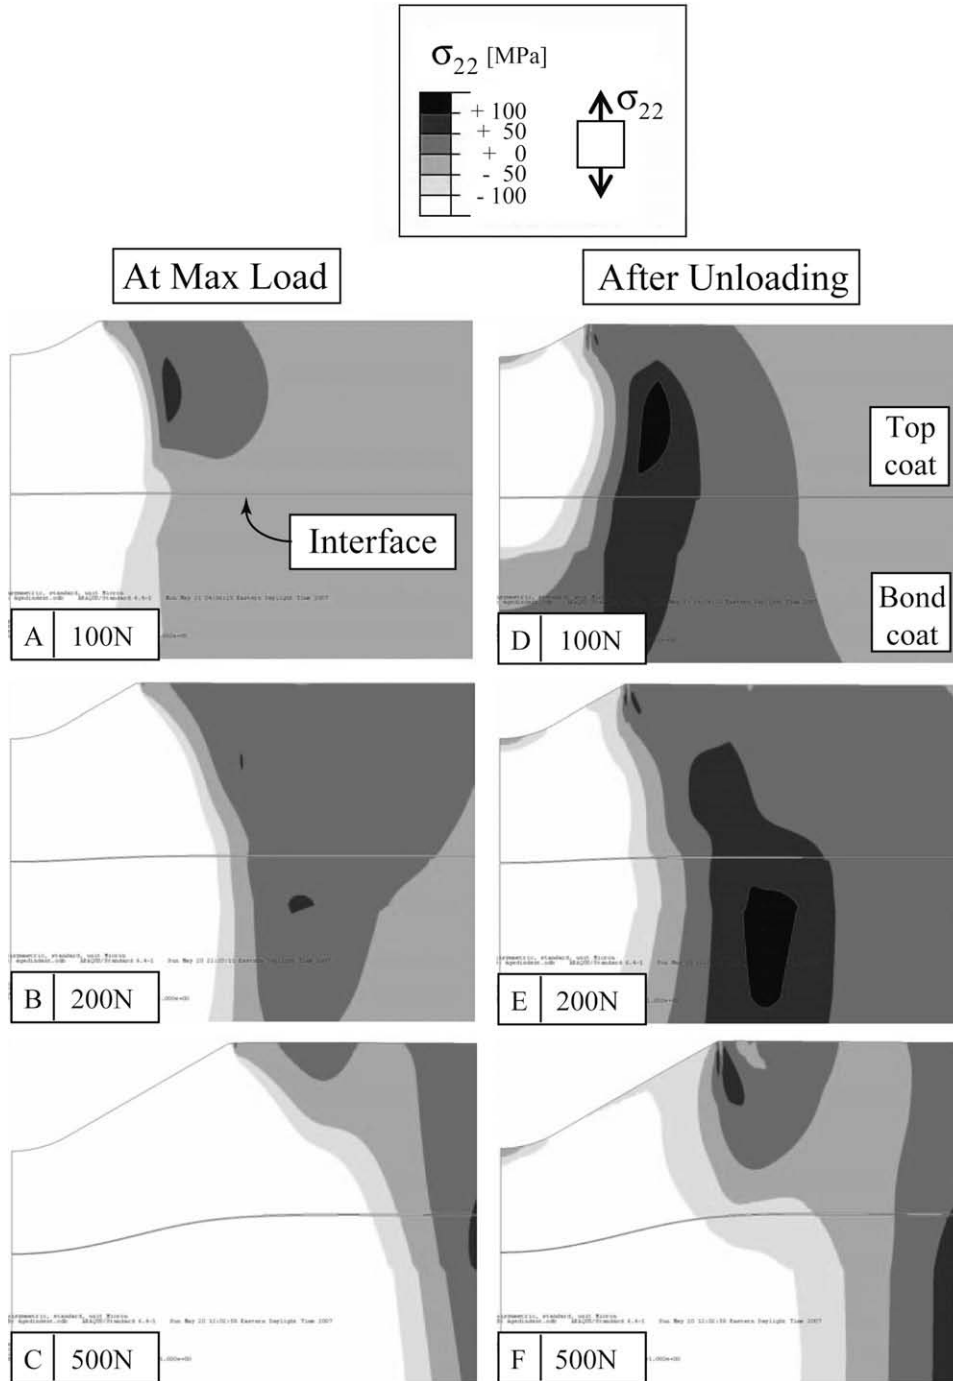 σ22 [MPa]
+ 100
+ 50
+ 0
- 50
- 100
σ22
At Max Load
After Unloading
Top
coat
Interface
Bond
coat
A 100N
D 100N
B 200N
E 200N
C 500N
F 500N